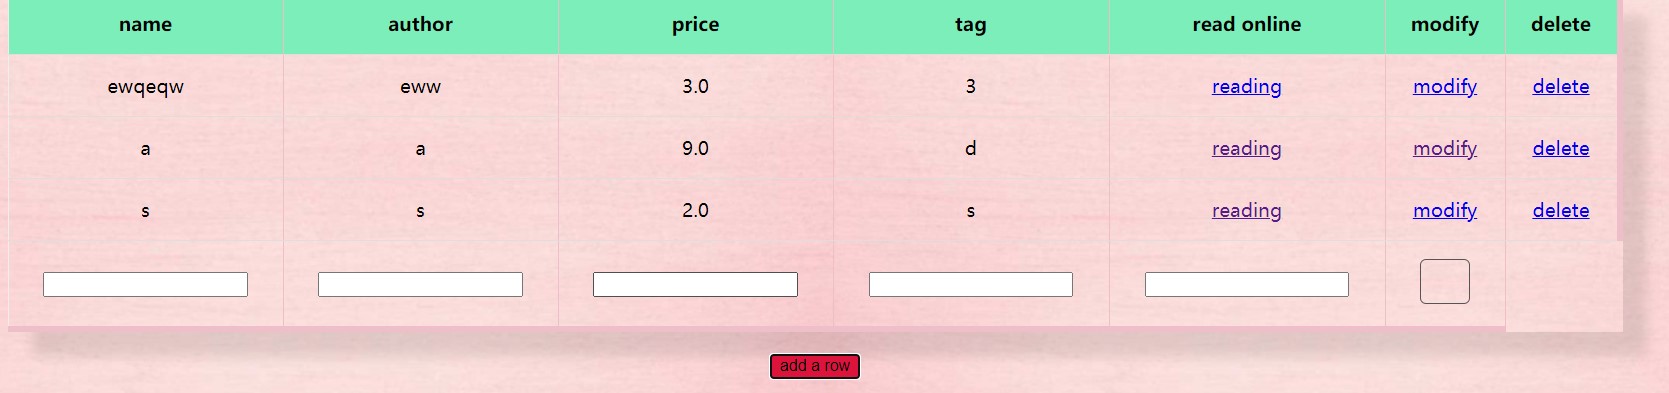 name author price tag read online modify delete
ewqeqw eww 3.0 3 reading modify delete
a a 9.0 d reading modify delete
s s 2.0 s reading modify delete
add a row